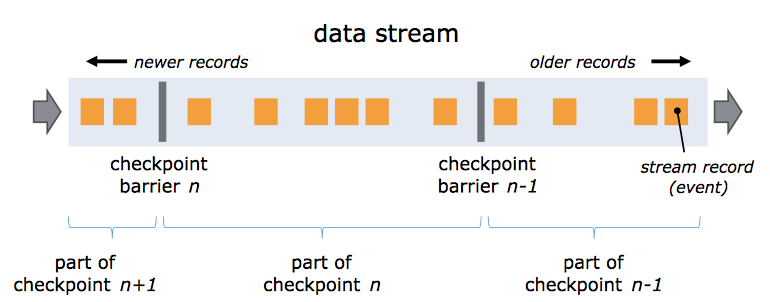 data stream
newer records
older records
checkpoint
barrier n
checkpoint
barrier n-1
stream record
(event)
part of
checkpoint n+1
part of
checkpoint n
part of
checkpoint n-1